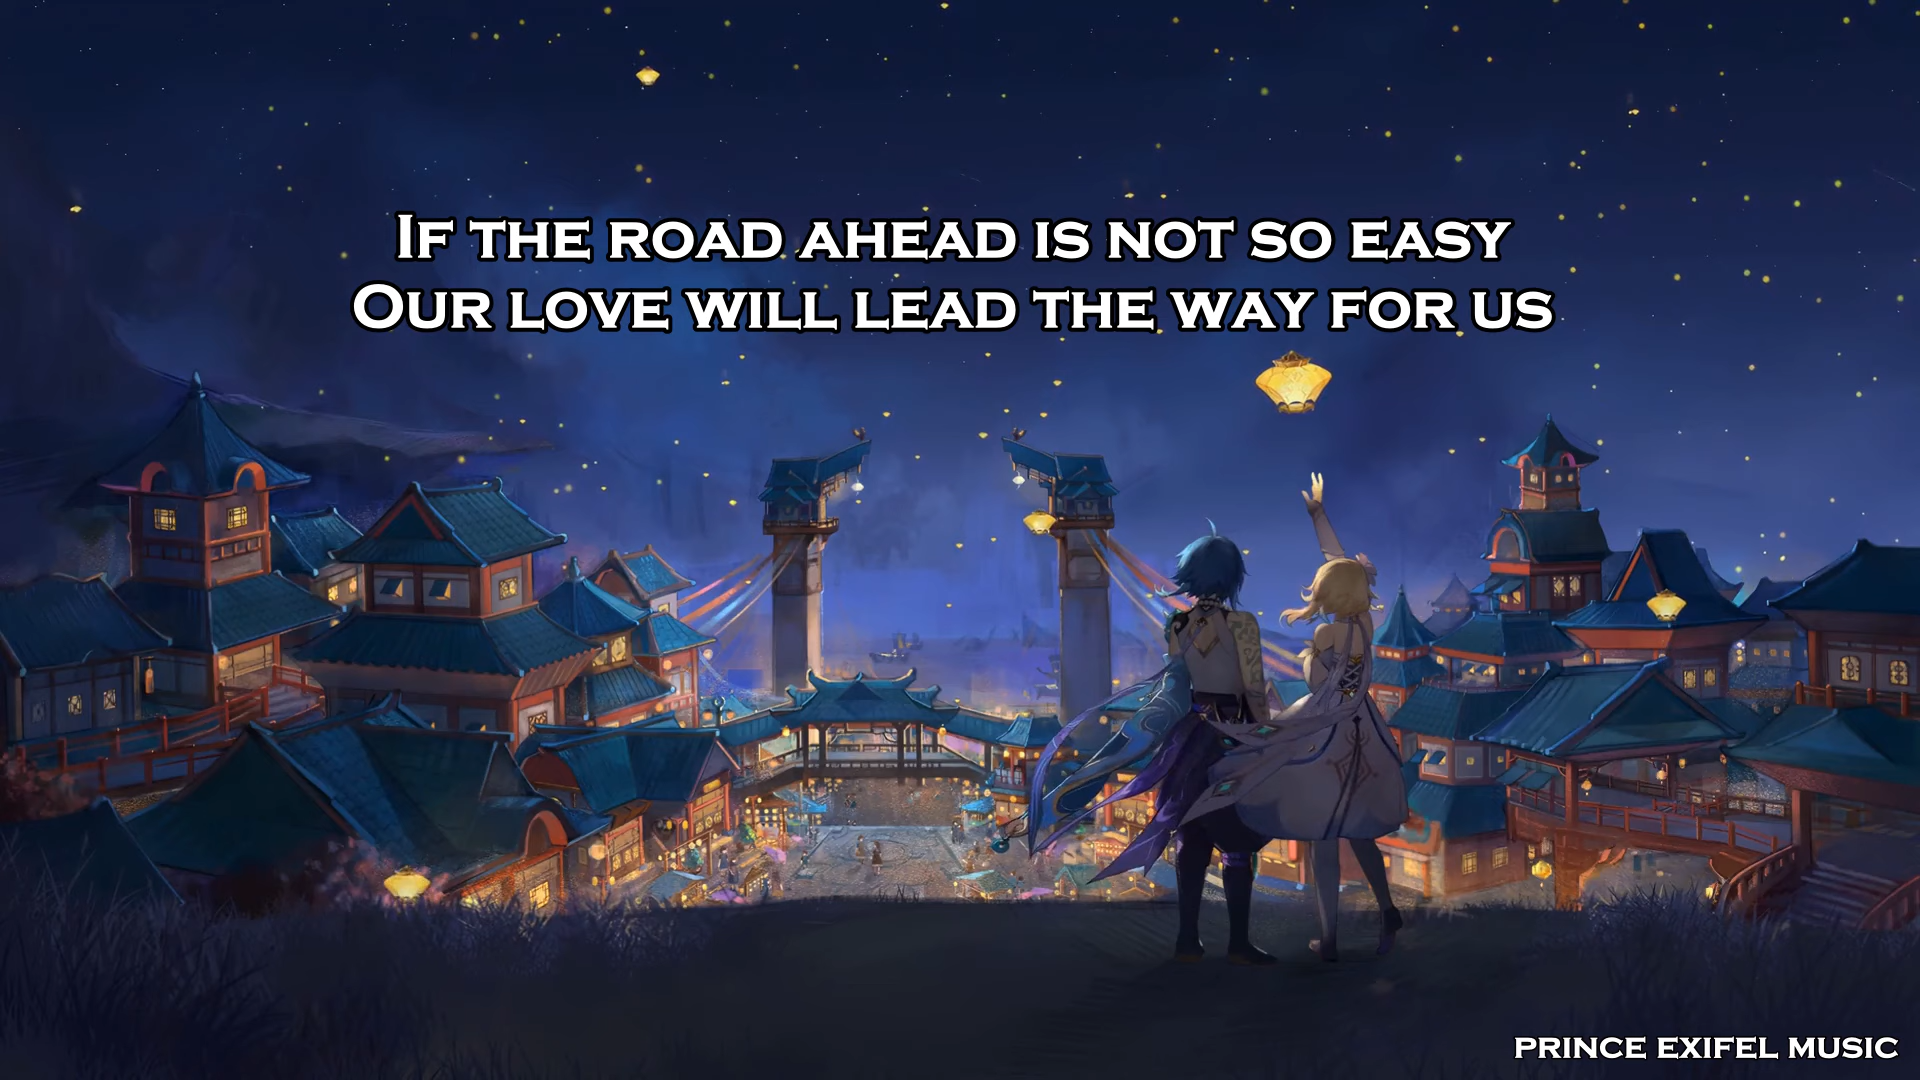 If the road ahead is not so easy
Our love will lead the way for us
PRINCE EXIFEL MUSIC